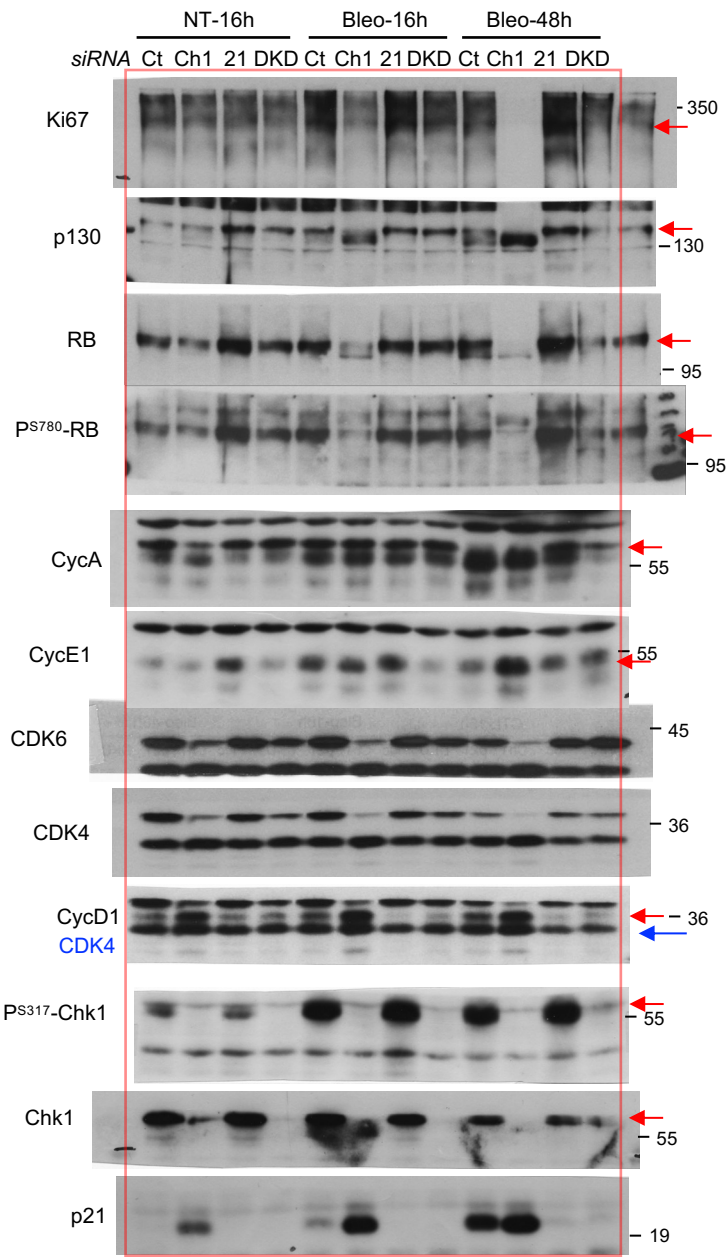 NT-16h Bleo-16h Bleo-48h
siRNA Ct Ch1 21 DKD Ct Ch1 21 DKD Ct Ch1 21 DKD
Ki67 350
p130 130
RB 95
PS780-RB 95
CycA 55
CycE1 55
CDK6 45
CDK4 36
CycD1 36
CDK4
PS317-Chk1 55
Chk1 55
p21 19